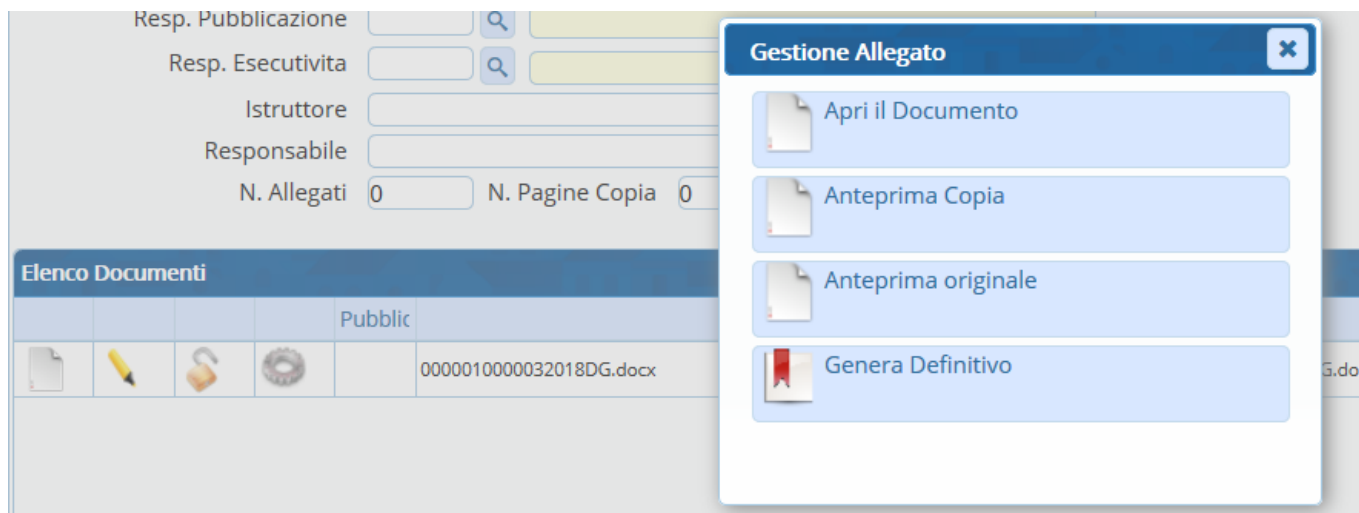 Resp. Pubblicazione
Resp. Esecutivita
Istruttore
Responsabile
N. Allegati 0 N. Pagine Copia 0
Elenco Documenti
Pubblic
0000010000032018DG.docx
G.do
Gestione Allegato
Apri il Documento
Anteprima Copia
Anteprima originale
Genera Definitivo